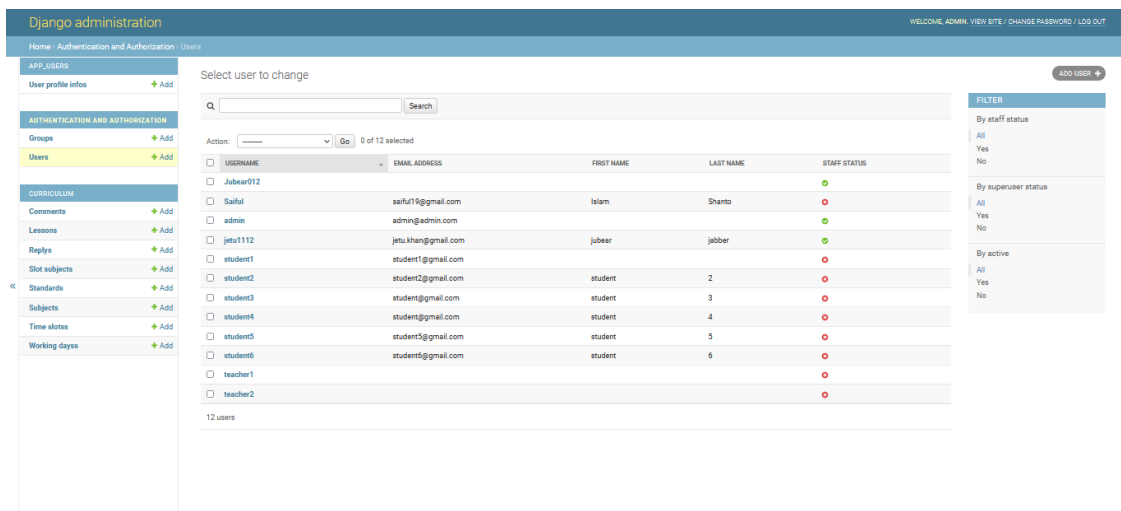 Django administration
WELCOME, ADMIN. VIEW SITE / CHANGE PASSWORD / LOG OUT
Home › Authentication and Authorization › Users
APP_USERS
User profile infos + Add
AUTHENTICATION AND AUTHORIZATION
Groups + Add
Users + Add
CURRICULUM
Comments + Add
Lessons + Add
Replys + Add
Slot subjects + Add
Standards + Add
Subjects + Add
Time slotss + Add
Working dayss + Add
«
Select user to change
ADD USER +
Search
Action: --------- Go 0 of 12 selected
USERNAME EMAIL ADDRESS FIRST NAME LAST NAME STAFF STATUS
Jubear012
Saiful saiful19@gmail.com Islam Shanto
admin admin@admin.com
jetu1112 jetu.khan@gmail.com jubear jabber
student1 student1@gmail.com
student2 student2@gmail.com student 2
student3 student@gmail.com student 3
student4 student@gmail.com student 4
student5 student5@gmail.com student 5
student6 student6@gmail.com student 6
teacher1
teacher2
12 users
FILTER
By staff status
All
Yes
No
By superuser status
All
Yes
No
By active
All
Yes
No